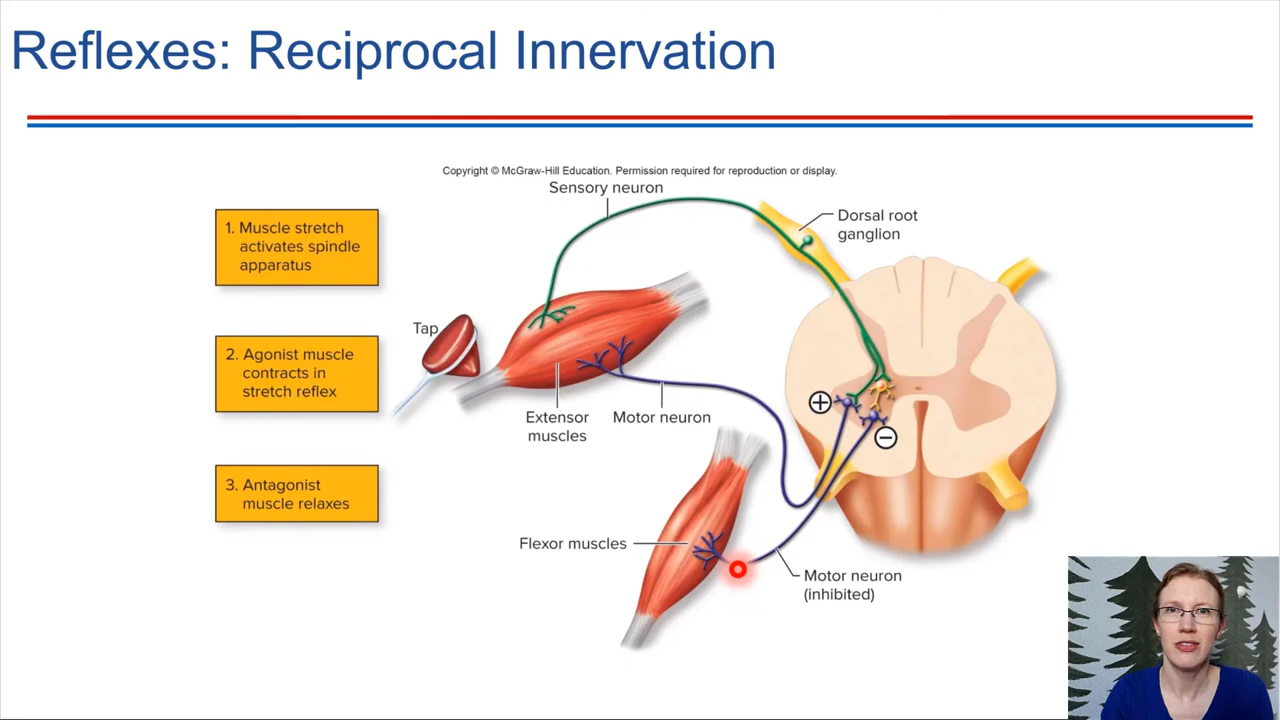 Reflexes: Reciprocal Innervation
Copyright © McGraw-Hill Education. Permission required for reproduction or display.
Sensory neuron
Dorsal root
ganglion
1. Muscle stretch
activates spindle
apparatus
Tap
2. Agonist muscle
contracts in
stretch reflex
+
Extensor
muscles
Motor neuron
−
3. Antagonist
muscle relaxes
Flexor muscles
Motor neuron
(inhibited)